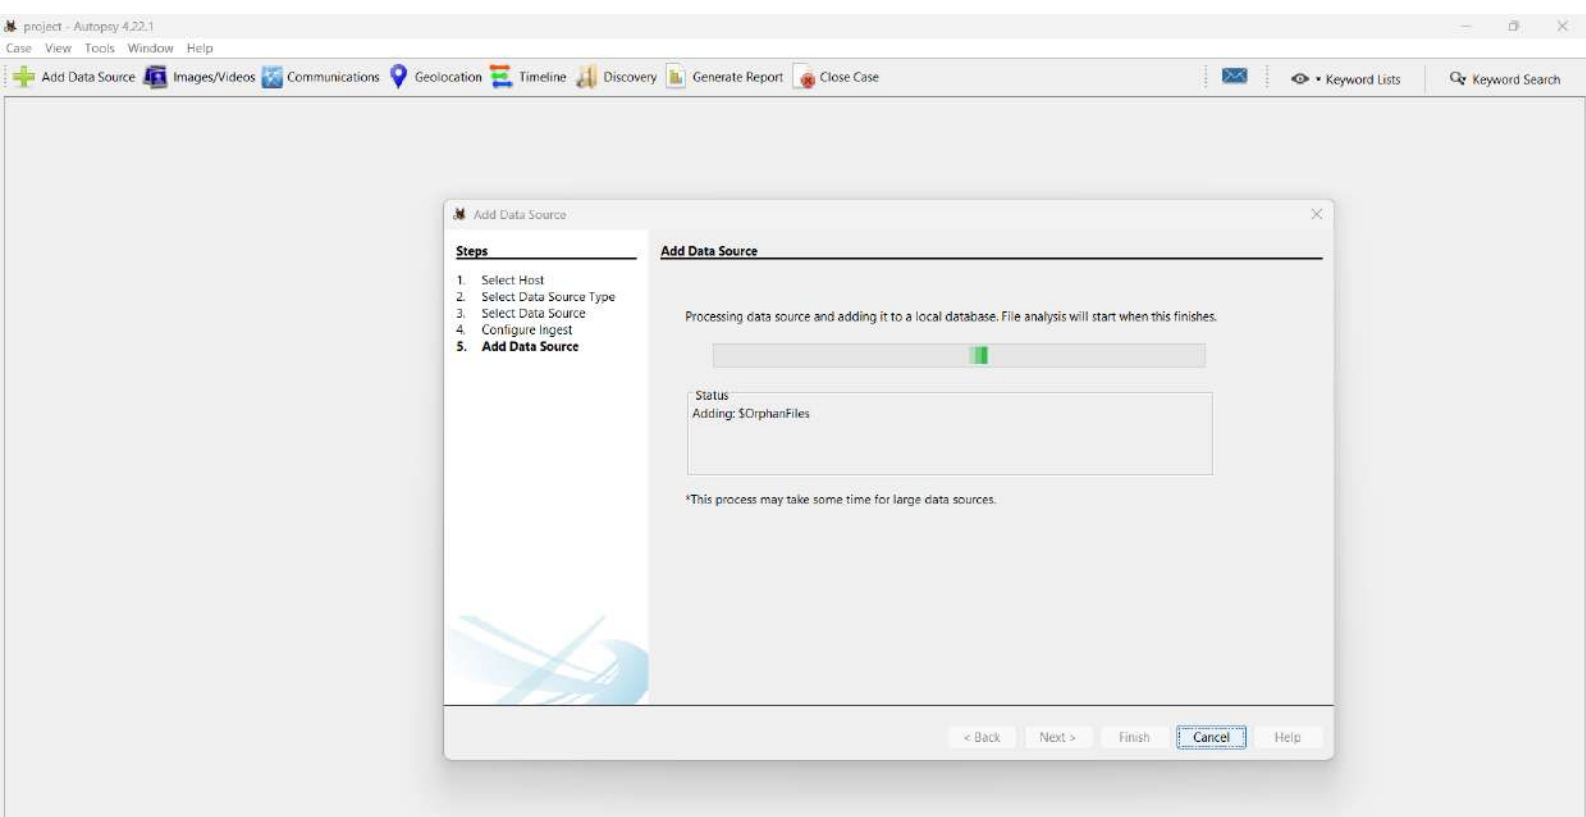 project - Autopsy 4.22.1
Case View Tools Window Help
Add Data Source Images/Videos Communications Geolocation Timeline Discovery Generate Report Close Case Keyword Lists Keyword Search
Add Data Source
Steps
1. Select Host
2. Select Data Source Type
3. Select Data Source
4. Configure Ingest
5. Add Data Source
Add Data Source
Processing data source and adding it to a local database. File analysis will start when this finishes.
Status
Adding: $OrphanFiles
*This process may take some time for large data sources.
< Back Next > Finish Cancel Help